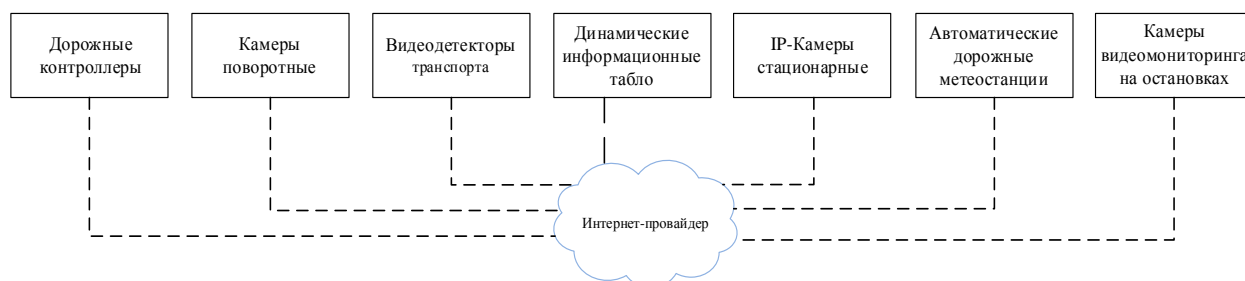 Дорожные
контроллеры
Камеры
поворотные
Видеодетекторы
транспорта
Динамические
информационные
табло
IP-Камеры
стационарные
Автоматические
дорожные
метеостанции
Камеры
видеомониторинга
на остановках
Интернет-провайдер